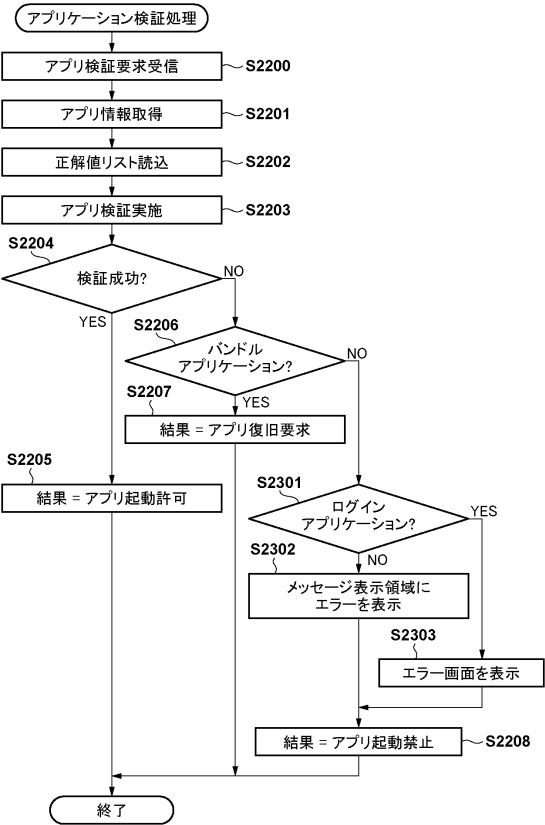 アプリケーション検証処理
アプリ検証要求受信
S2200
アプリ情報取得
S2201
正解値リスト読込
S2202
アプリ検証実施
S2203
S2204
検証成功?
NO
YES
S2206
バンドル
アプリケーション?
NO
YES
S2207
結果 = アプリ復旧要求
S2205
結果 = アプリ起動許可
S2301
ログイン
アプリケーション?
YES
NO
S2302
メッセージ表示領域に
エラーを表示
S2303
エラー画面を表示
結果 = アプリ起動禁止
S2208
終了